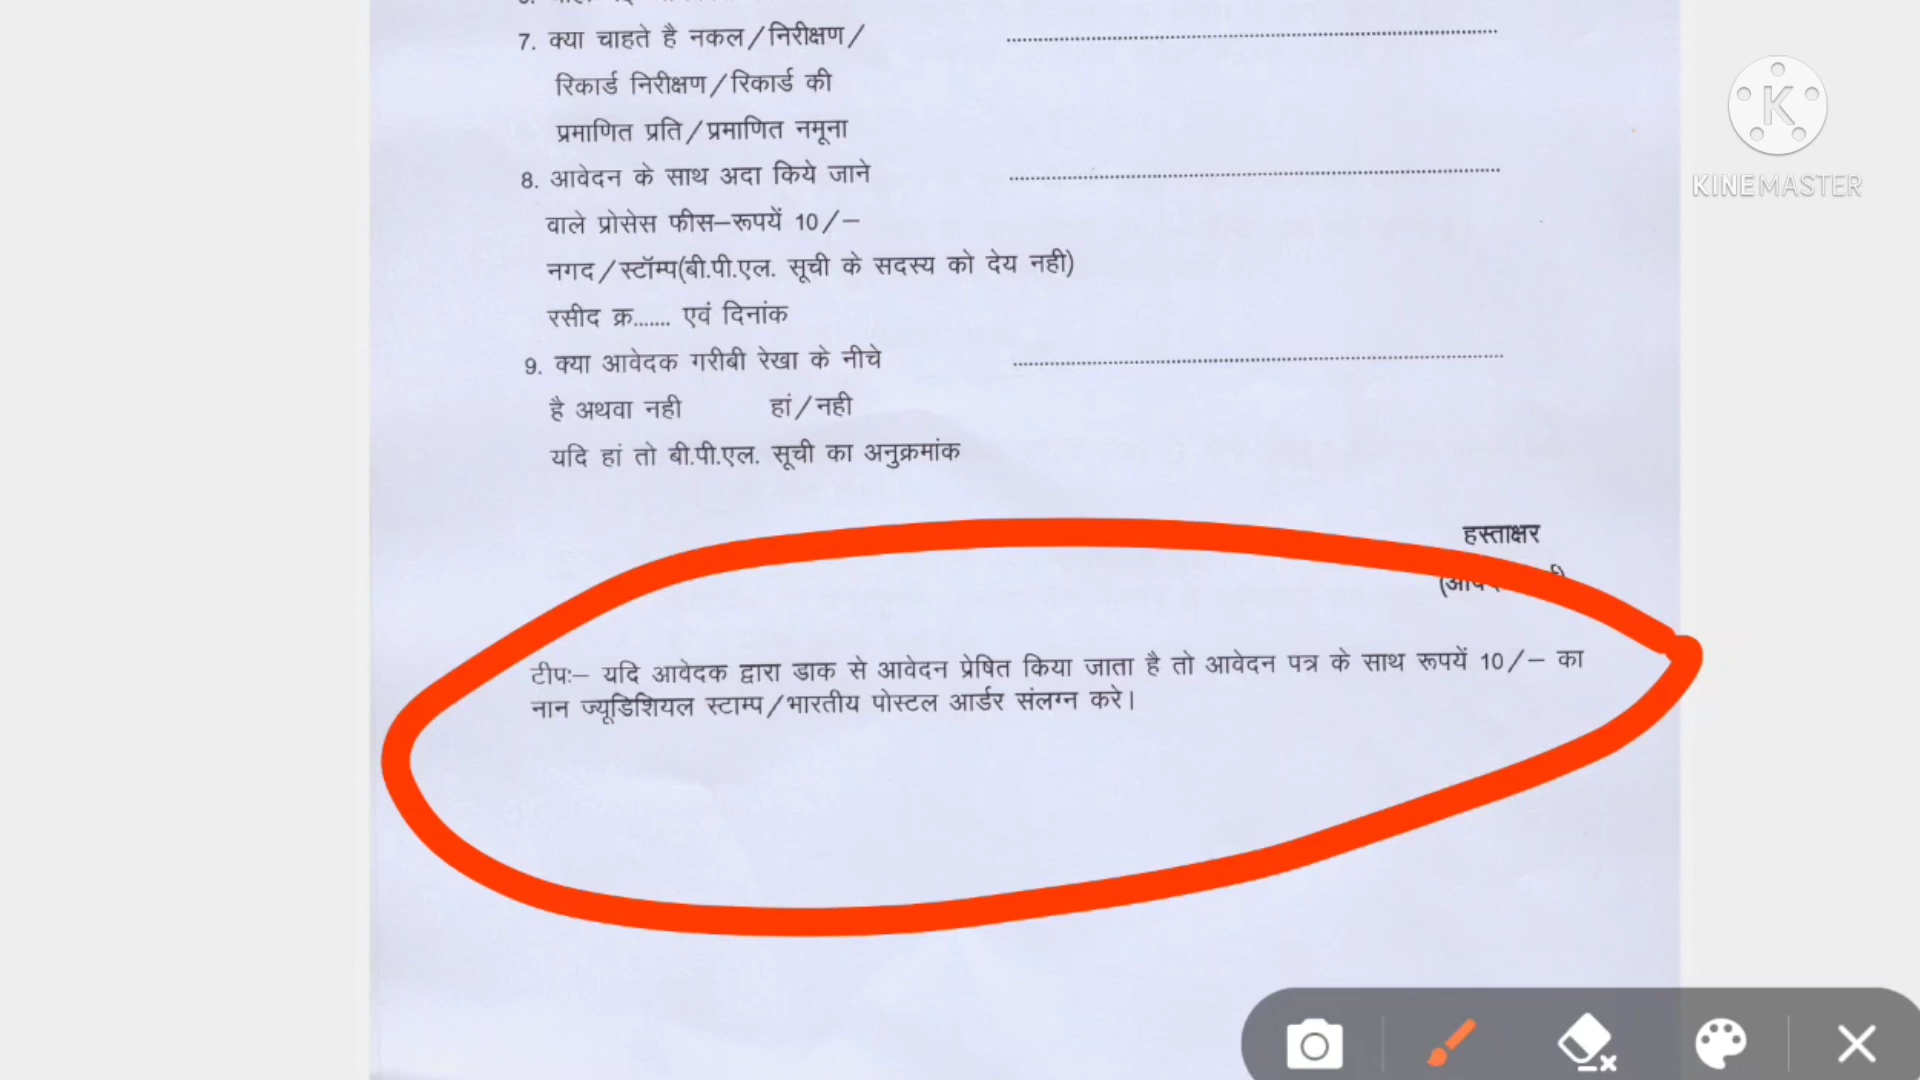 7. क्या चाहते है नकल/निरीक्षण/
रिकार्ड निरीक्षण/रिकार्ड की
प्रमाणित प्रति/प्रमाणित नमूना
8. आवेदन के साथ अदा किये जाने
वाले प्रोसेस फीस–रूपयें 10/–
नगद/स्टॉम्प(बी.पी.एल. सूची के सदस्य को देय नही)
रसीद क्र....... एवं दिनांक
9. क्या आवेदक गरीबी रेखा के नीचे
है अथवा नही हां/नही
यदि हां तो बी.पी.एल. सूची का अनुक्रमांक
हस्ताक्षर
टीपः– यदि आवेदक द्वारा डाक से आवेदन प्रेषित किया जाता है तो आवेदन पत्र के साथ रूपयें 10/– का
नान ज्यूडिशियल स्टाम्प/भारतीय पोस्टल आर्डर संलग्न करे।
K
KINEMASTER